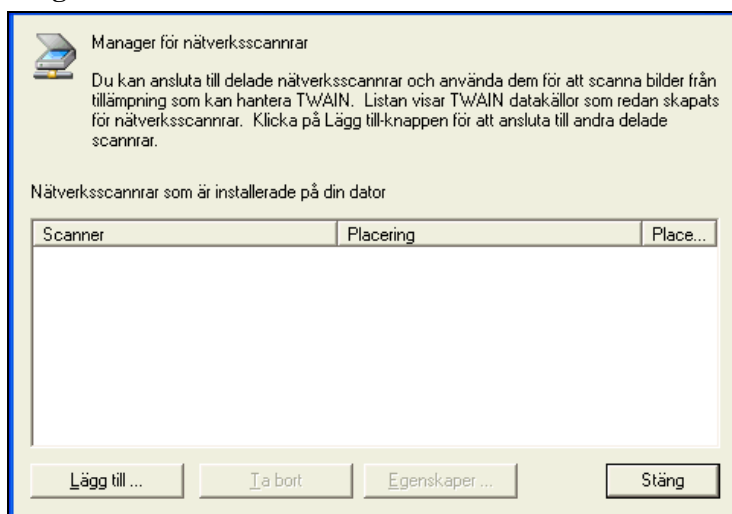 Manager för nätverksscannrar
Du kan ansluta till delade nätverksscannrar och använda dem för att scanna bilder från
tillämpning som kan hantera TWAIN. Listan visar TWAIN datakällor som redan skapats
för nätverksscannrar. Klicka på Lägg till-knappen för att ansluta till andra delade
scannrar.
Nätverksscannrar som är installerade på din dator
Scanner Placering Place...
Lägg till ... Ta bort Egenskaper ... Stäng